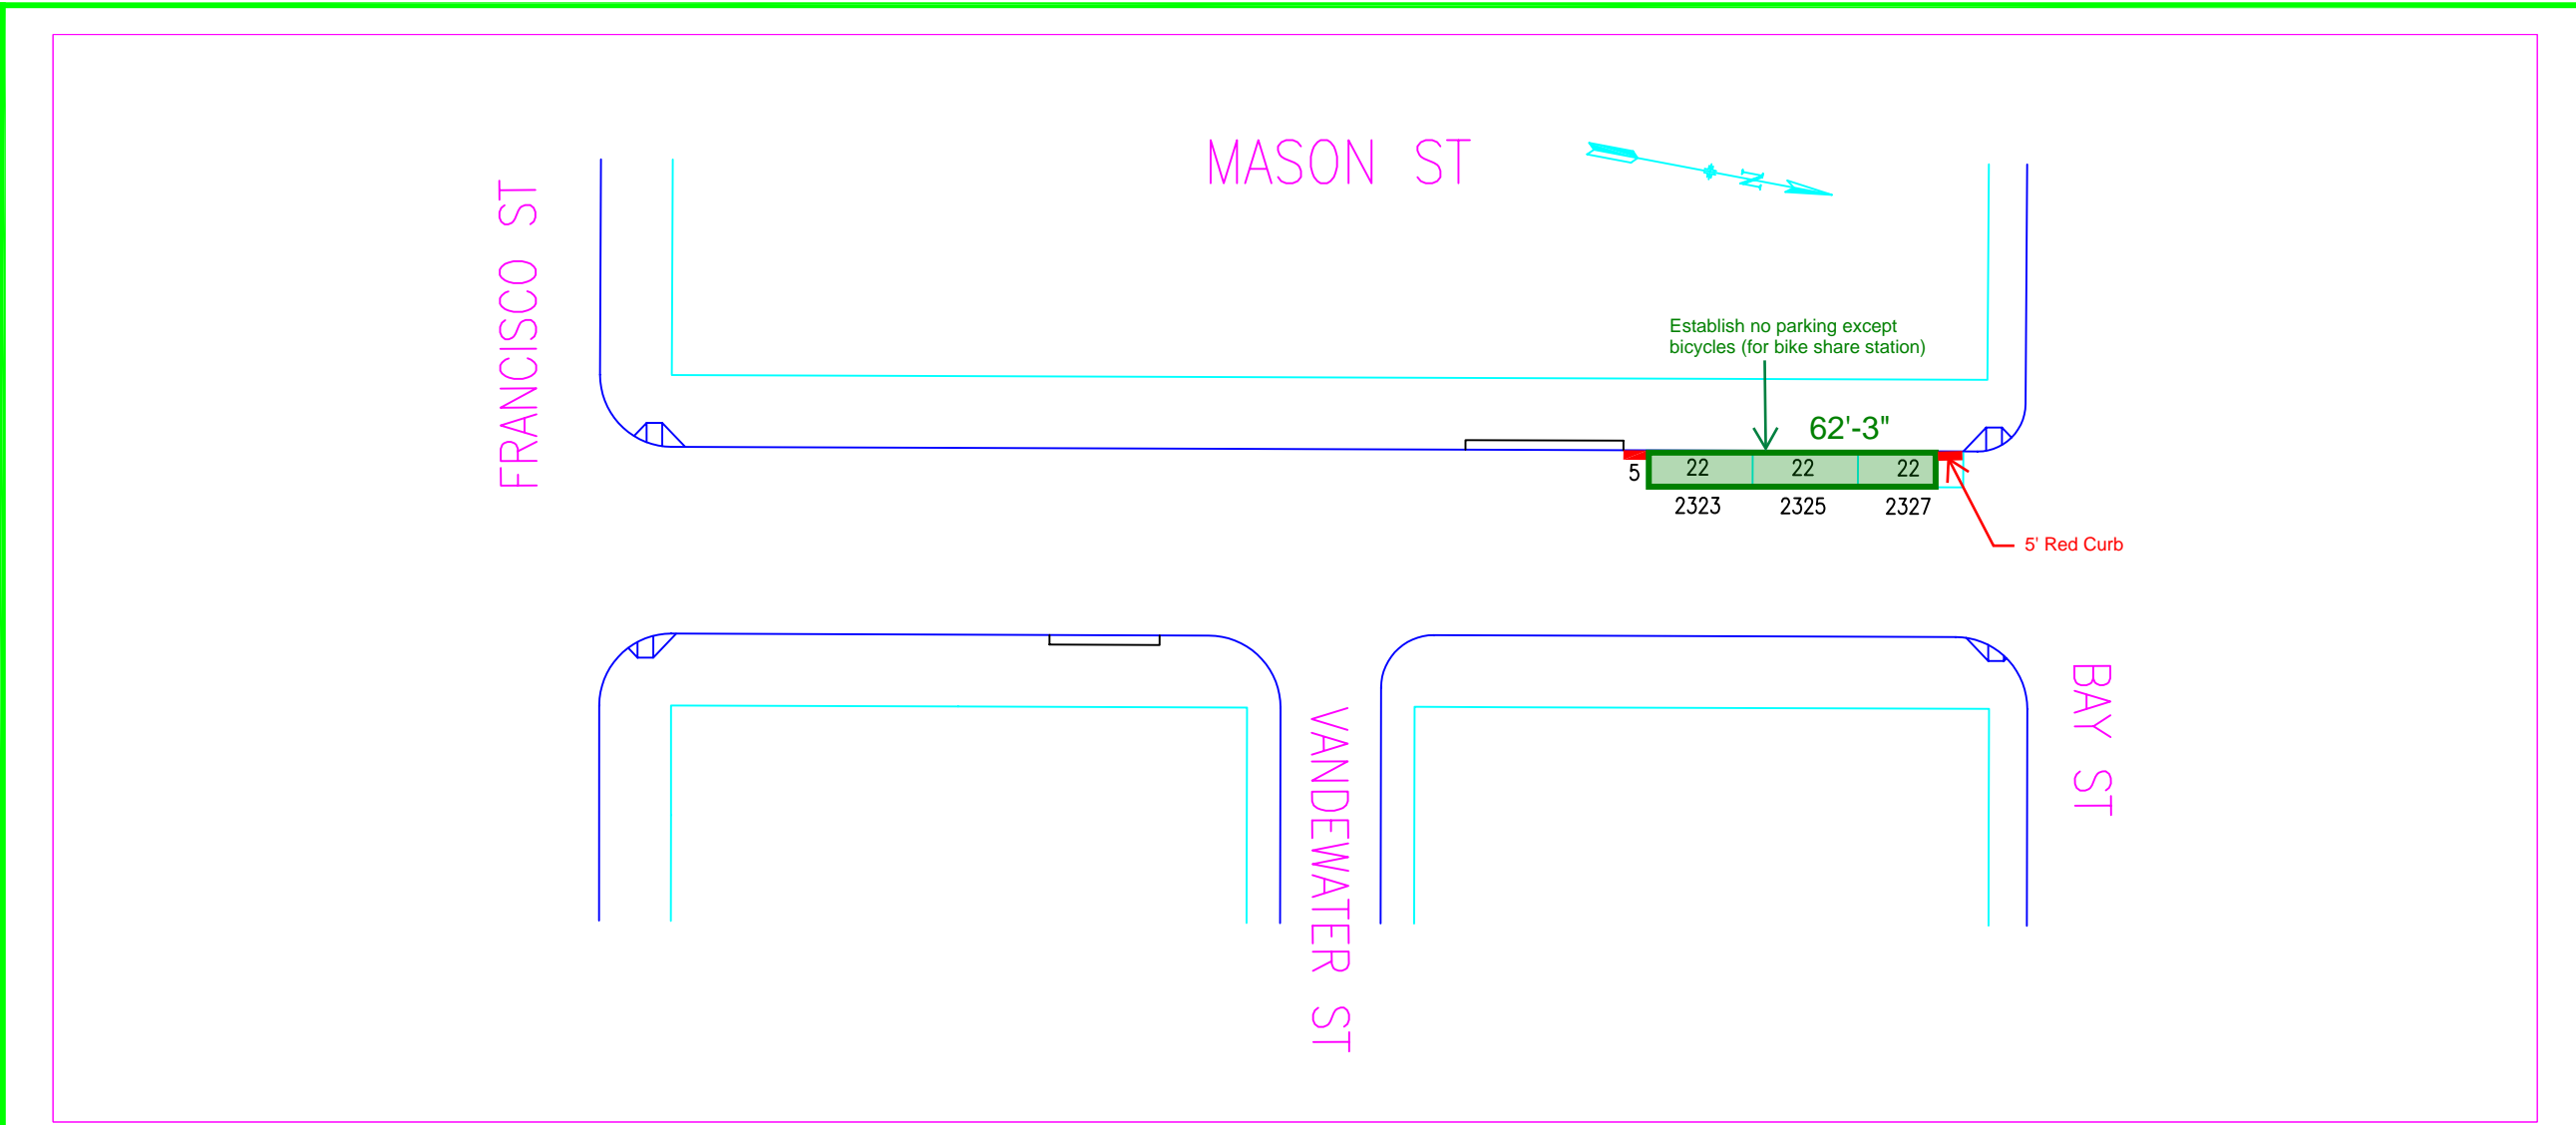 MASON ST
N
FRANCISCO ST
Establish no parking except
bicycles (for bike share station)
62'-3"
5
22
22
22
2323
2325
2327
5' Red Curb
BAY ST
VANDEWATER ST